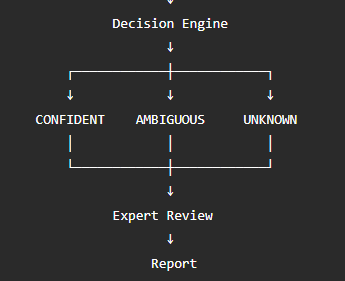 Decision Engine
CONFIDENT AMBIGUOUS UNKNOWN
Expert Review
Report